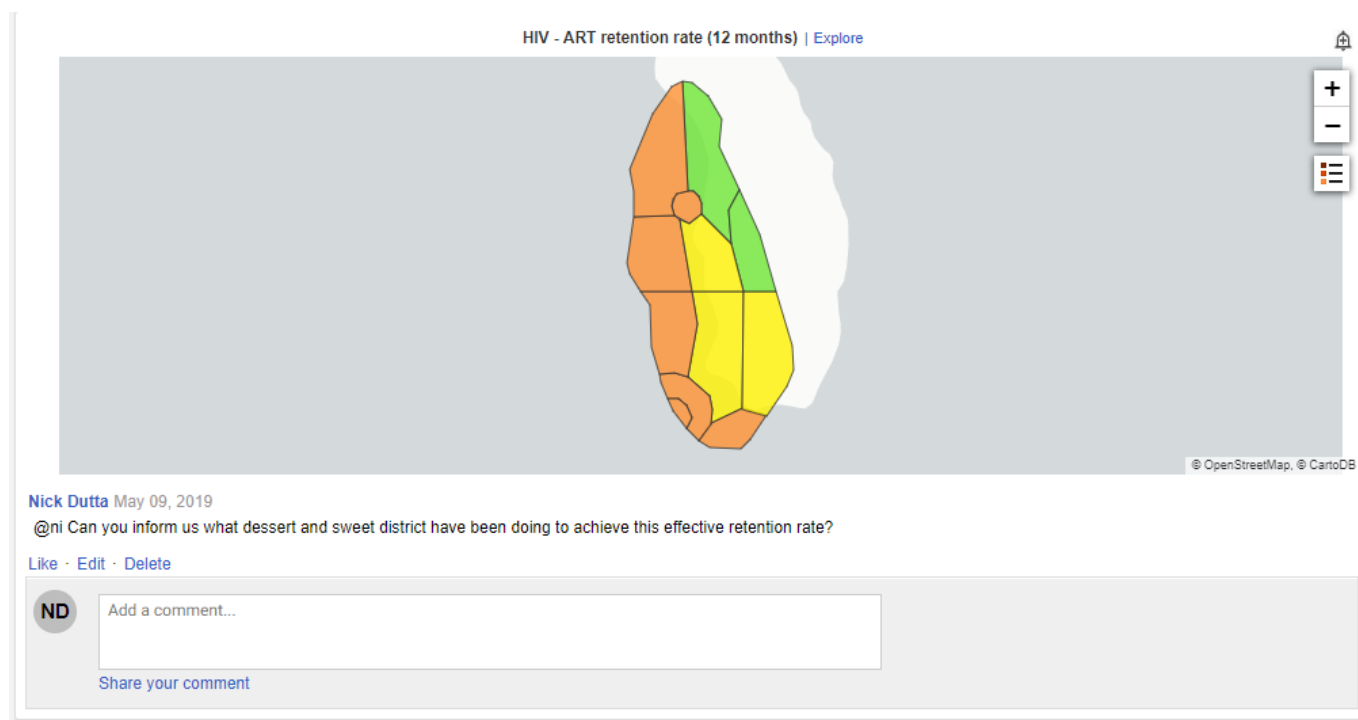 HIV - ART retention rate (12 months) | Explore
+
−
© OpenStreetMap, © CartoDB
Nick Dutta May 09, 2019
@ni Can you inform us what dessert and sweet district have been doing to achieve this effective retention rate?
Like · Edit · Delete
ND
Add a comment...
Share your comment